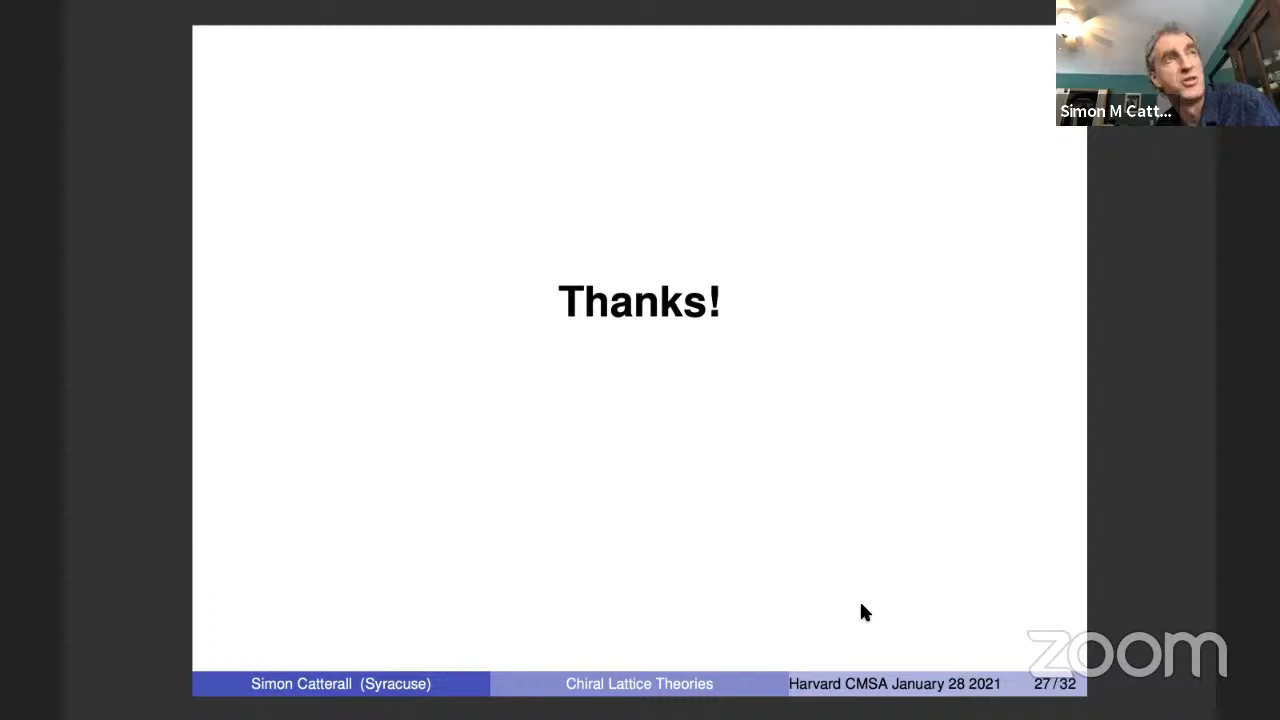 Simon M Catt...
Thanks!
zoom
Simon Catterall (Syracuse) Chiral Lattice Theories Harvard CMSA January 28 2021 27/32